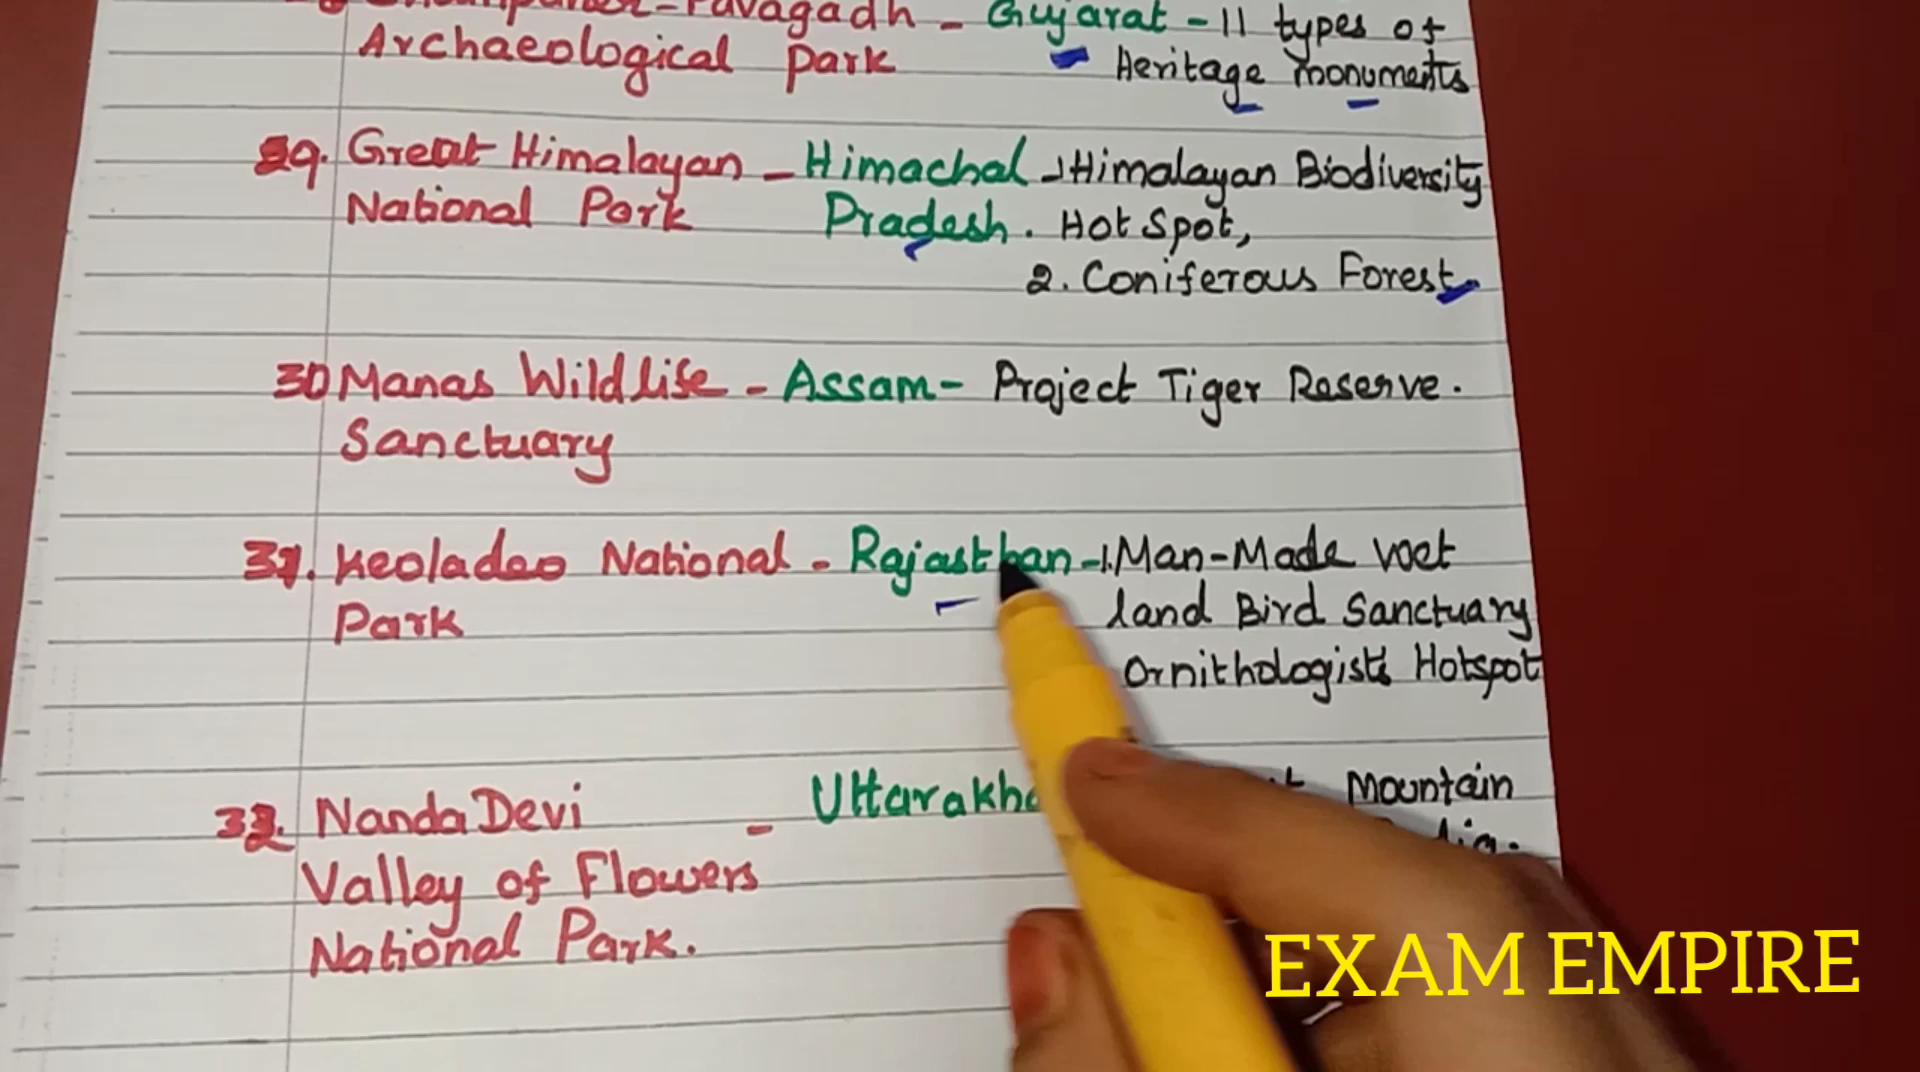 Pavagadh - Gujarat - 11 types of
Archaeological Park Heritage monuments
29. Great Himalayan - Himachal - 1 Himalayan Biodiversity
National Park Pradesh. Hot Spot,
2. Coniferous Forest.
30 Manas Wildlife - Assam - Project Tiger Reserve.
Sanctuary
31. Keoladeo National - Rajasthan - 1. Man-Made Wet
Park land Bird Sanctuary
Ornithologists Hotspot
32. Nanda Devi - Uttarakha Mountain
Valley of Flowers
National Park.
EXAM EMPIRE